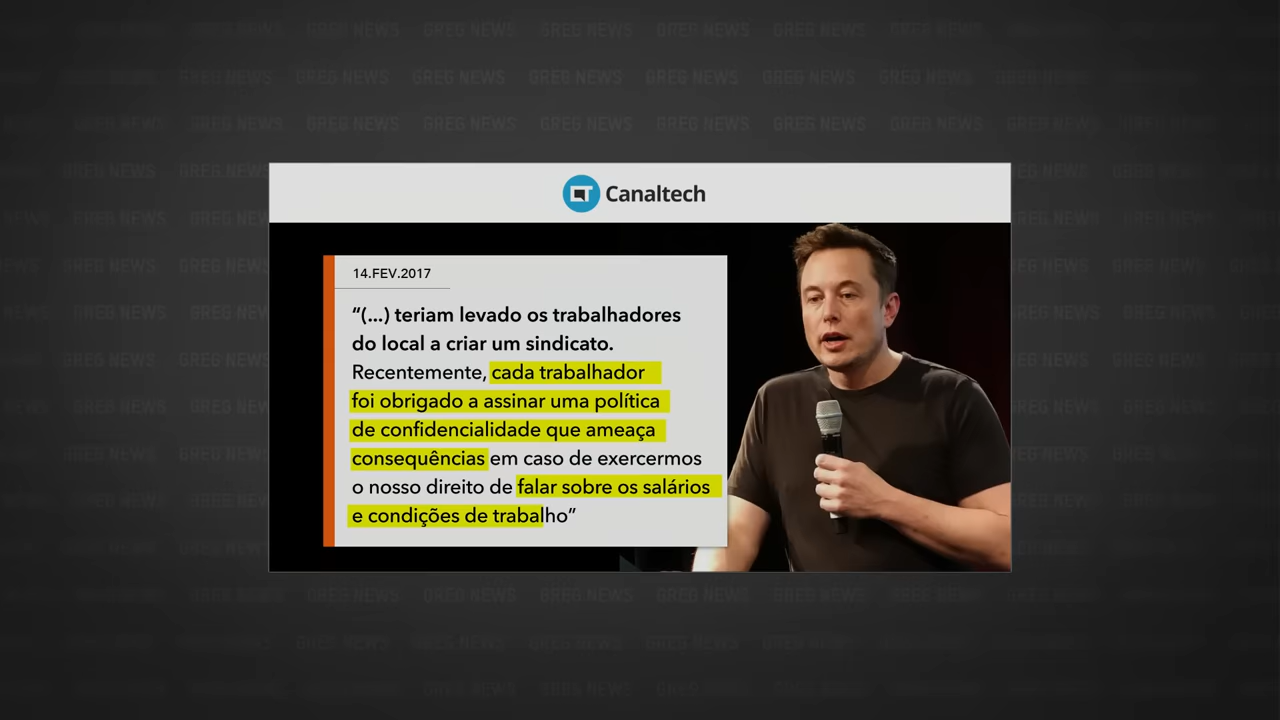 GREG NEWS
Canaltech
14.FEV.2017
“(...) teriam levado os trabalhadores
do local a criar um sindicato.
Recentemente, cada trabalhador
foi obrigado a assinar uma política
de confidencialidade que ameaça
consequências em caso de exercermos
o nosso direito de falar sobre os salários
e condições de trabalho”